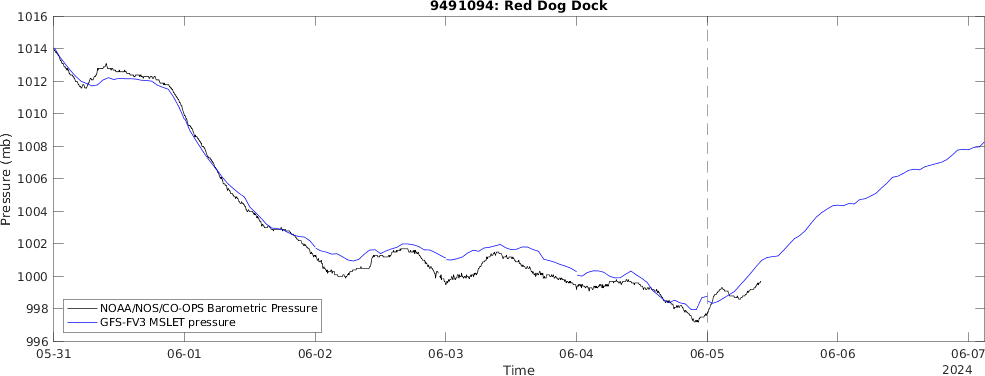 9491094: Red Dog Dock
1016
1014
1012
1010
1008
1006
1004
1002
1000
998
996
Pressure (mb)
NOAA/NOS/CO-OPS Barometric Pressure
GFS-FV3 MSLET pressure
05-31 06-01 06-02 06-03 06-04 06-05 06-06 06-07
Time
2024